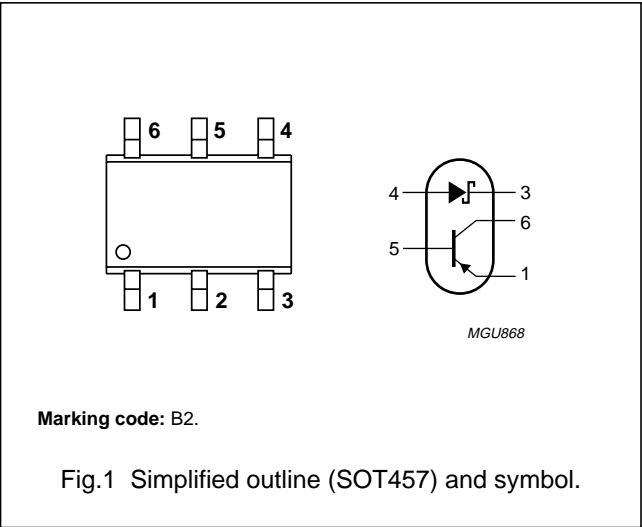 6 5 4
4 3
6
5
1
1 2 3
MGU868
Marking code: B2.
Fig.1 Simplified outline (SOT457) and symbol.